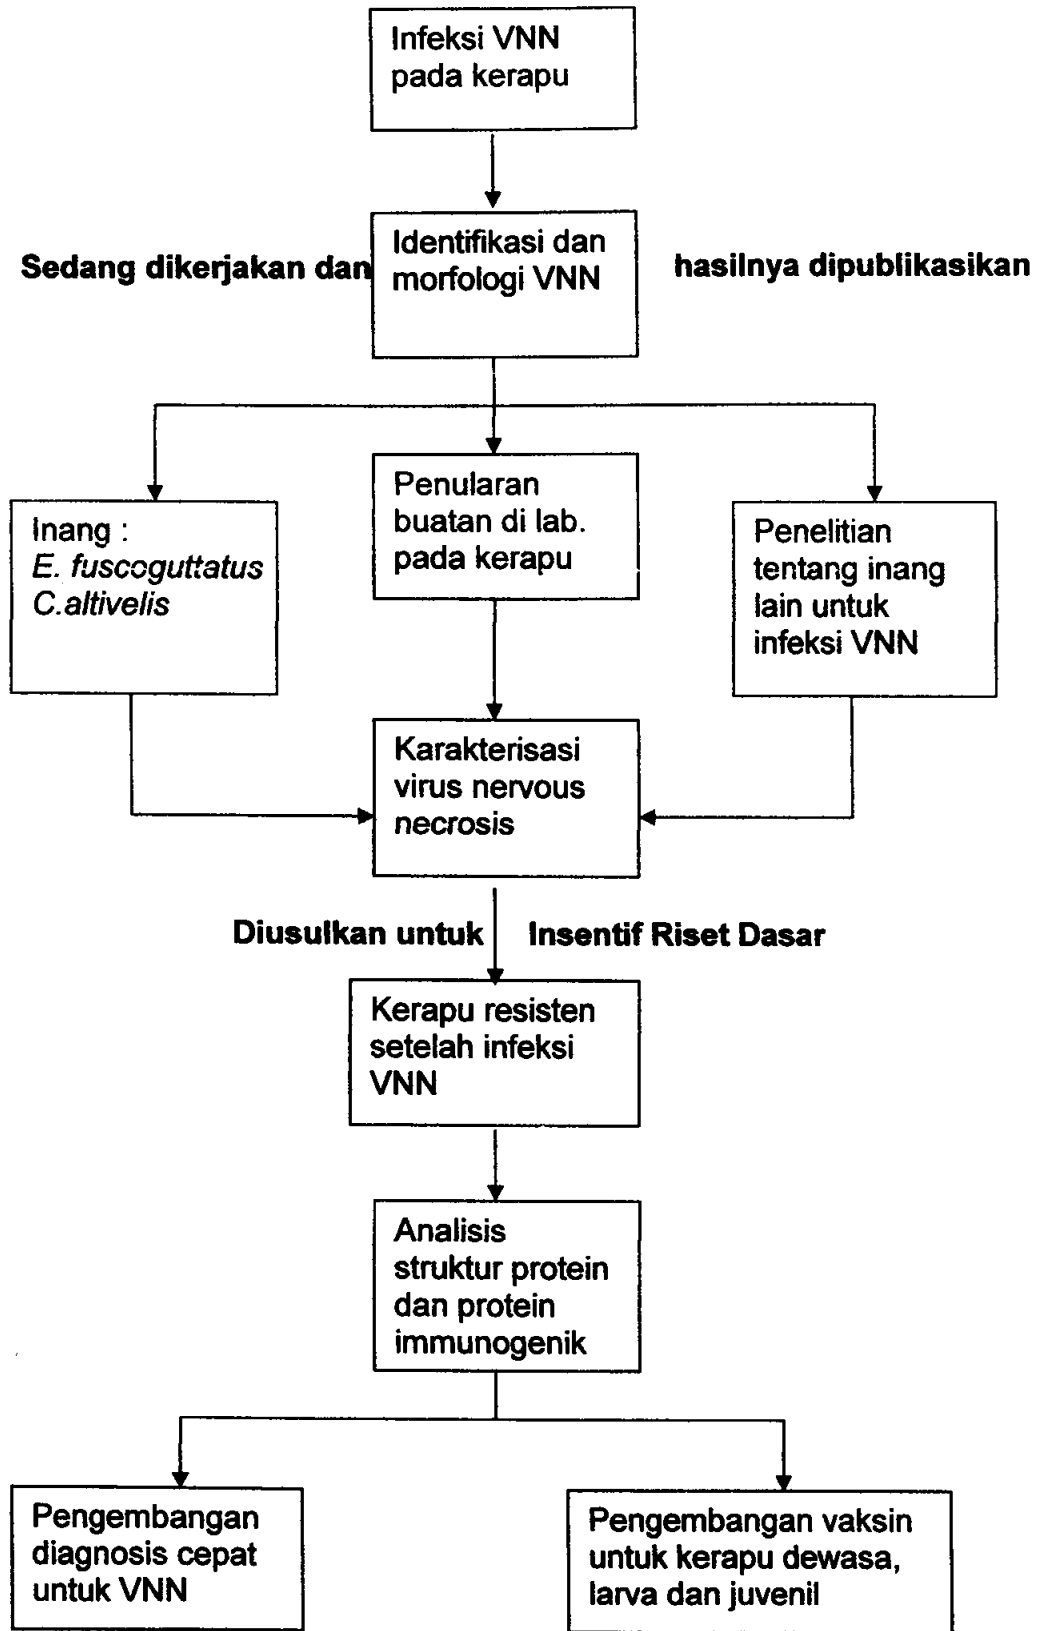 Infeksi VNN
pada kerapu
Sedang dikerjakan dan
Identifikasi dan
morfologi VNN
hasilnya dipublikasikan
Inang :
E. fuscoguttatus
C.altivelis
Penularan
buatan di lab.
pada kerapu
Penelitian
tentang inang
lain untuk
infeksi VNN
Karakterisasi
virus nervous
necrosis
Diusulkan untuk
Insentif Riset Dasar
Kerapu resisten
setelah infeksi
VNN
Analisis
struktur protein
dan protein
immunogenik
Pengembangan
diagnosis cepat
untuk VNN
Pengembangan vaksin
untuk kerapu dewasa,
larva dan juvenil